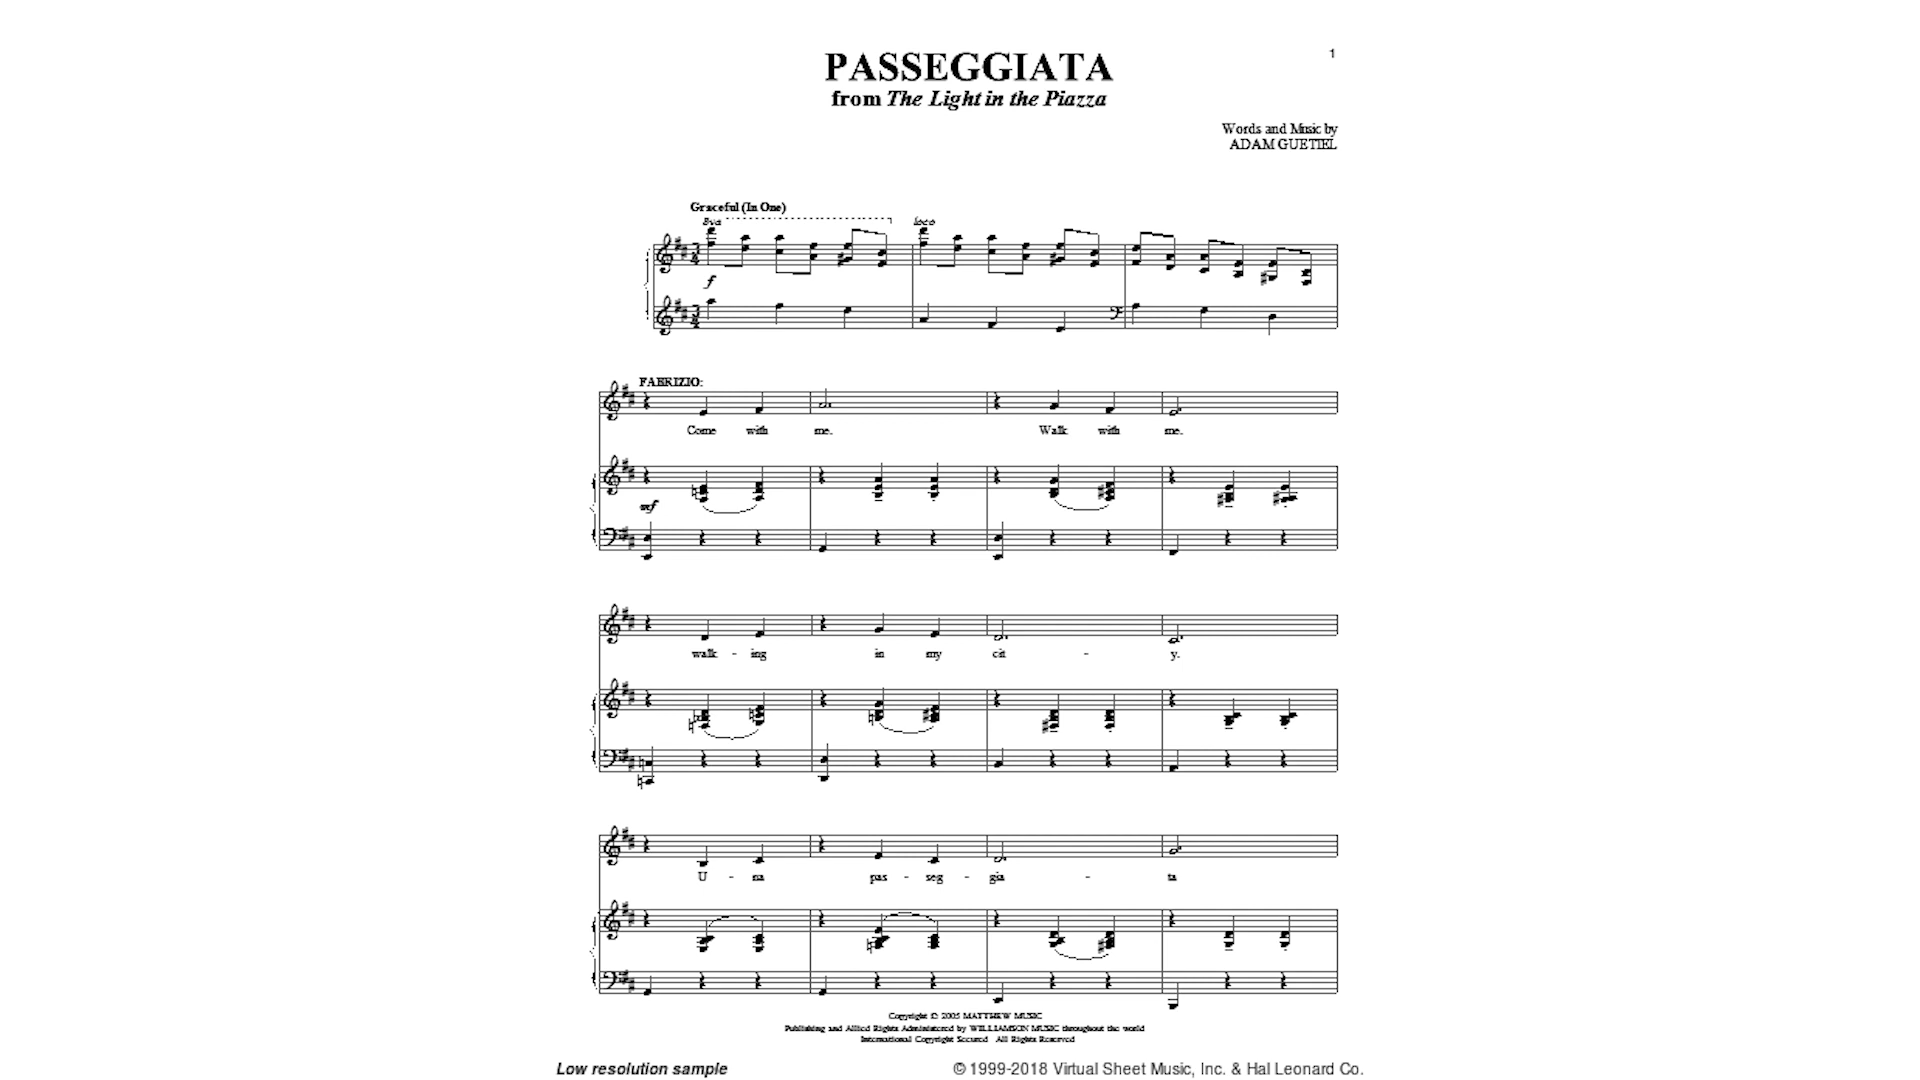 1
PASSEGGIATA
from The Light in the Piazza
Words and Music by
ADAM GUETTEL
Graceful (In One)
8va
loco
f
FABRIZIO:
Come with me. Walk with me.
mf
walk - ing in my cit - y.
U - na pas - seg - gia - ta
Copyright © 2005 MATTHEW MUSIC
Publishing and Allied Rights Administered by WILLIAMSON MUSIC throughout the world
International Copyright Secured All Rights Reserved
Low resolution sample
© 1999-2018 Virtual Sheet Music, Inc. & Hal Leonard Co.